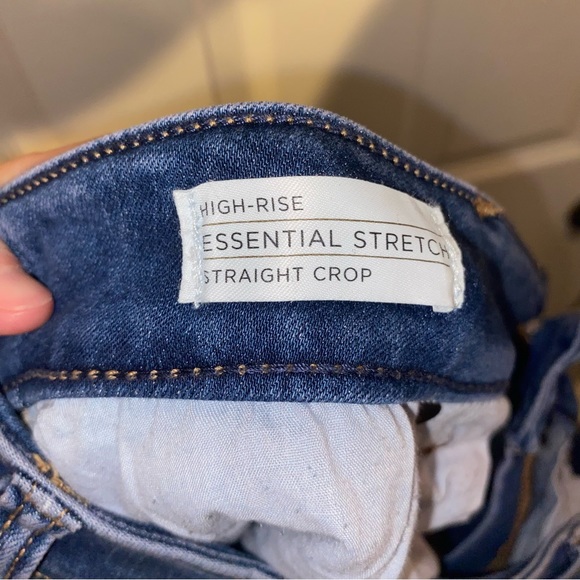 HIGH-RISE
ESSENTIAL STRETCH
STRAIGHT CROP